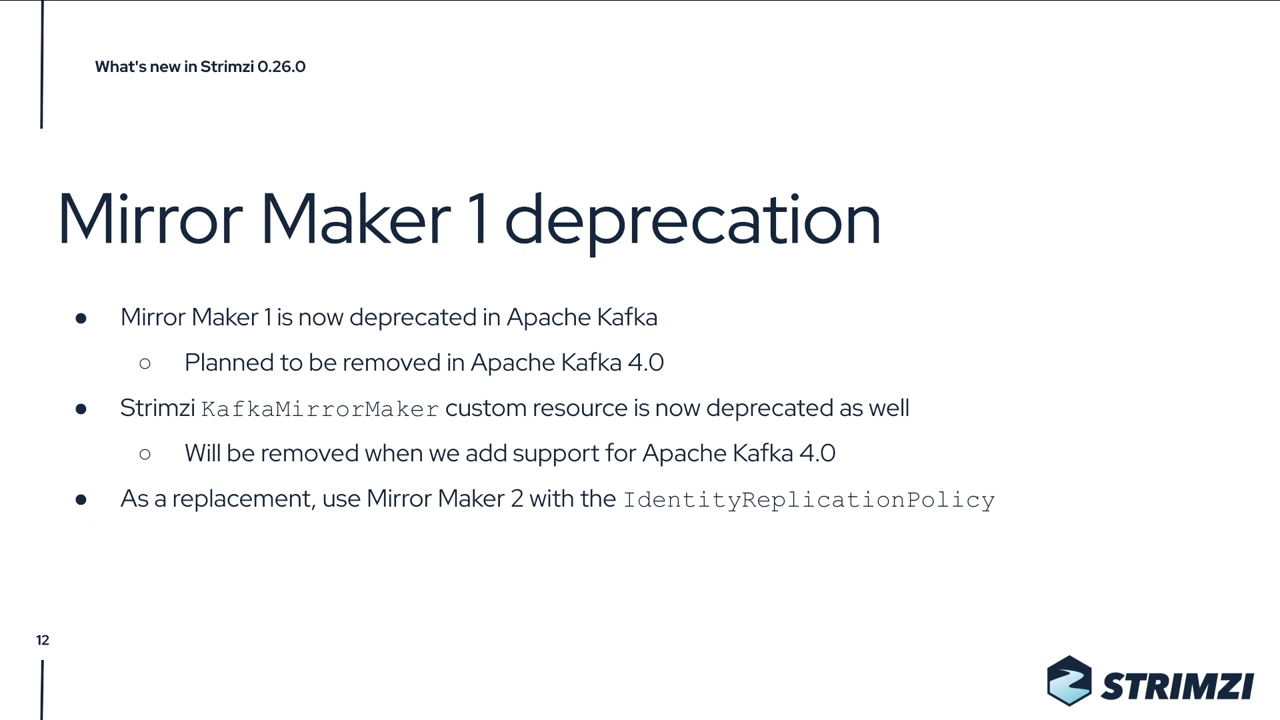 What's new in Strimzi 0.26.0
Mirror Maker 1 deprecation
● Mirror Maker 1 is now deprecated in Apache Kafka
○ Planned to be removed in Apache Kafka 4.0
● Strimzi KafkaMirrorMaker custom resource is now deprecated as well
○ Will be removed when we add support for Apache Kafka 4.0
● As a replacement, use Mirror Maker 2 with the IdentityReplicationPolicy
12
STRIMZI